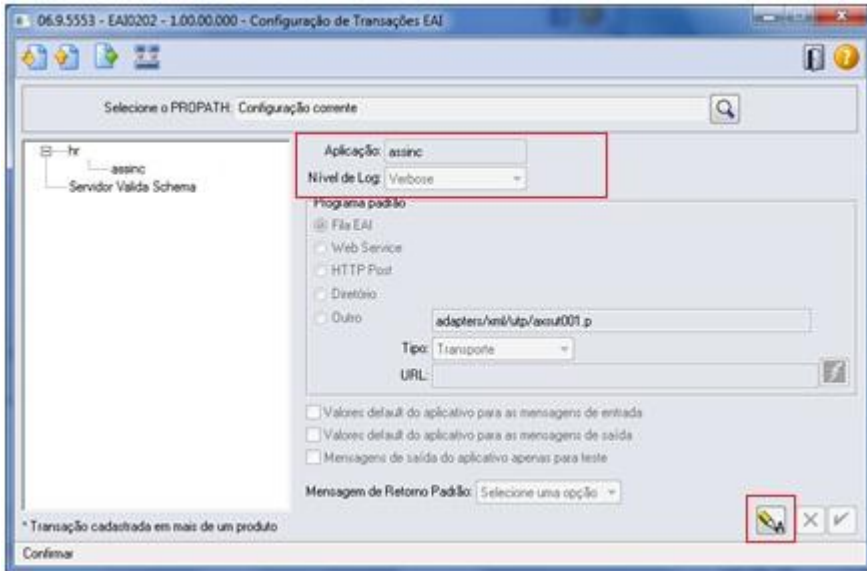 06.9.5553 - EAI0202 - 1.00.00.000 - Configuração de Transações EAI
Selecione o PROPATH: Configuração corrente
hr
assinc
Servidor Valida Schema
* Transação cadastrada em mais de um produto
Aplicação: assinc
Nível de Log: Verbose
Programa padrão
Fila EAI
Web Service
HTTP Post
Diretório
Outro adapters/xml/utp/axsut001.p
Tipo: Transporte
URL:
Valores default do aplicativo para as mensagens de entrada
Valores default do aplicativo para as mensagens de saída
Mensagens de saída do aplicativo apenas para teste
Mensagem de Retorno Padrão: Selecione uma opção
Confirmar